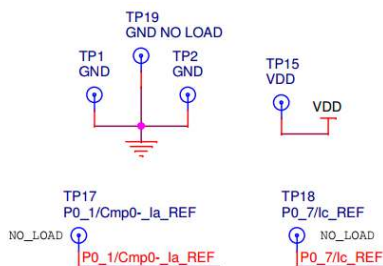 TP19
GND NO LOAD
TP1
GND
TP2
GND
TP15
VDD
VDD
TP17
P0_1/Cmp0-_Ia_REF
NO_LOAD
P0_1/Cmp0-_Ia_REF
TP18
P0_7/Ic_REF
NO_LOAD
P0_7/Ic_REF